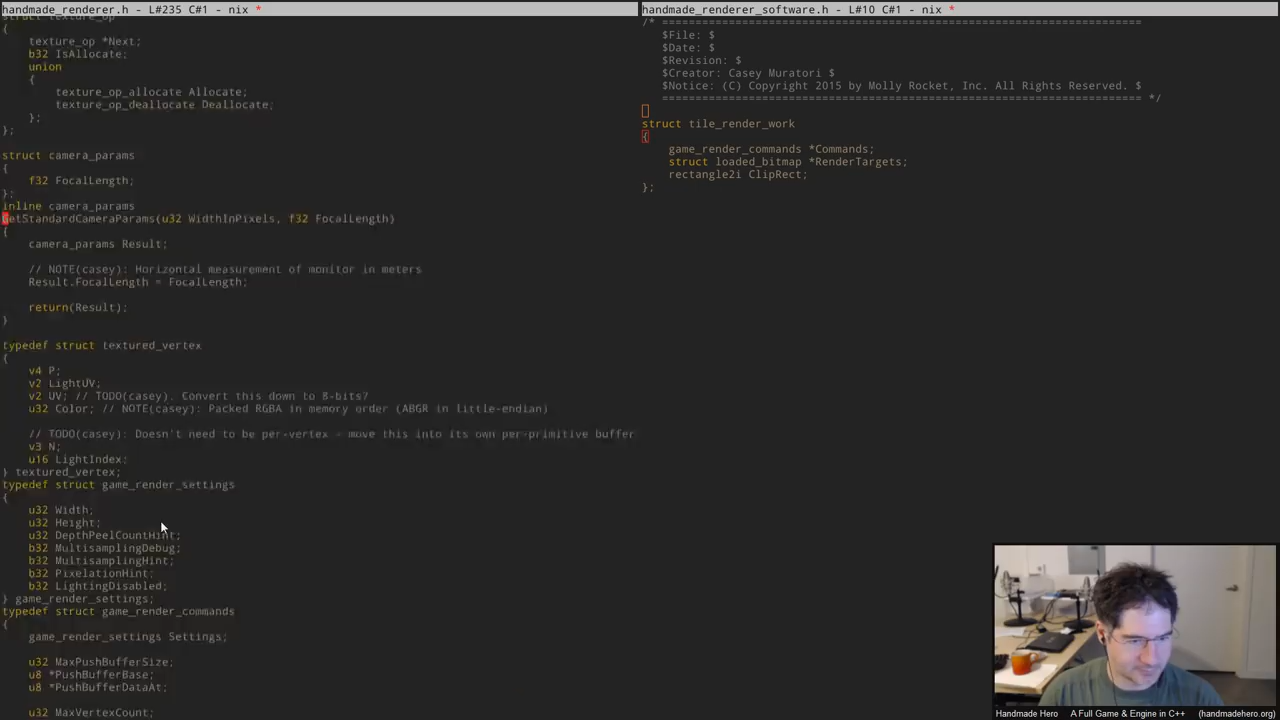 handmade_renderer.h - L#235 C#1 - nix *
struct texture_op
{
texture_op *Next;
b32 IsAllocate;
union
{
texture_op_allocate Allocate;
texture_op_deallocate Deallocate;
};
};
struct camera_params
{
f32 FocalLength;
};
inline camera_params
GetStandardCameraParams(u32 WidthInPixels, f32 FocalLength)
{
camera_params Result;
// NOTE(casey): Horizontal measurement of monitor in meters
Result.FocalLength = FocalLength;
return(Result);
}
typedef struct textured_vertex
{
v4 P;
v2 LightUV;
v2 UV; // TODO(casey). Convert this down to 8-bits?
u32 Color; // NOTE(casey): Packed RGBA in memory order (ABGR in little-endian)
// TODO(casey): Doesn't need to be per-vertex - move this into its own per-primitive buffer
v3 N;
u16 LightIndex;
} textured_vertex;
typedef struct game_render_settings
{
u32 Width;
u32 Height;
u32 DepthPeelCountHint;
b32 MultisamplingDebug;
b32 MultisamplingHint;
b32 PixelationHint;
b32 LightingDisabled;
} game_render_settings;
typedef struct game_render_commands
{
game_render_settings Settings;
u32 MaxPushBufferSize;
u8 *PushBufferBase;
u8 *PushBufferDataAt;
u32 MaxVertexCount;
handmade_renderer_software.h - L#10 C#1 - nix *
/* ========================================================================
$File: $
$Date: $
$Revision: $
$Creator: Casey Muratori $
$Notice: (C) Copyright 2015 by Molly Rocket, Inc. All Rights Reserved. $
======================================================================== */
struct tile_render_work
{
game_render_commands *Commands;
struct loaded_bitmap *RenderTargets;
rectangle2i ClipRect;
};
Handmade Hero A Full Game & Engine in C++ (handmadehero.org)